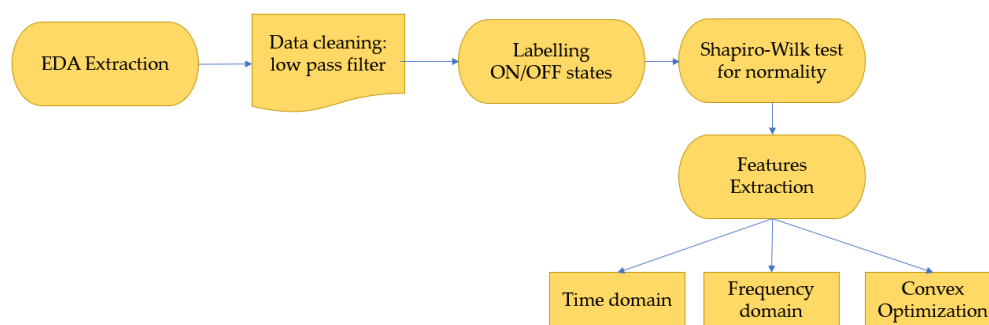 EDA Extraction
Data cleaning:
low pass filter
Labelling
ON/OFF states
Shapiro-Wilk test
for normality
Features
Extraction
Time domain
Frequency
domain
Convex
Optimization